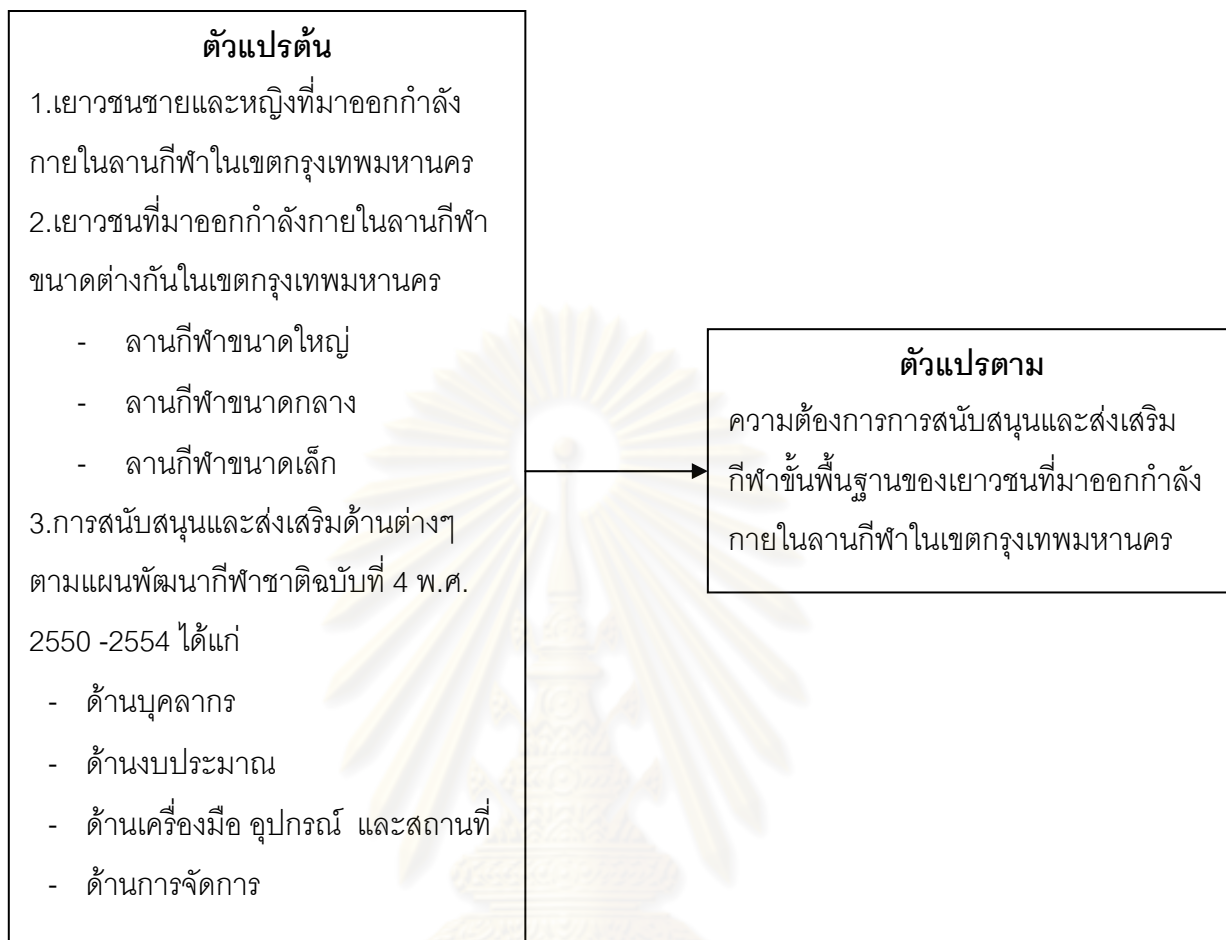 ตัวแปรต้น
1.เยาวชนชายและหญิงที่มาออกกำลัง
กายในลานกีฬาในเขตกรุงเทพมหานคร
2.เยาวชนที่มาออกกำลังกายในลานกีฬา
ขนาดต่างกันในเขตกรุงเทพมหานคร
- ลานกีฬาขนาดใหญ่
- ลานกีฬาขนาดกลาง
- ลานกีฬาขนาดเล็ก
3.การสนับสนุนและส่งเสริมด้านต่างๆ
ตามแผนพัฒนากีฬาชาติฉบับที่ 4 พ.ศ.
2550 -2554 ได้แก่
- ด้านบุคลากร
- ด้านงบประมาณ
- ด้านเครื่องมือ อุปกรณ์ และสถานที่
- ด้านการจัดการ
ตัวแปรตาม
ความต้องการการสนับสนุนและส่งเสริม
กีฬาขั้นพื้นฐานของเยาวชนที่มาออกกำลัง
กายในลานกีฬาในเขตกรุงเทพมหานคร